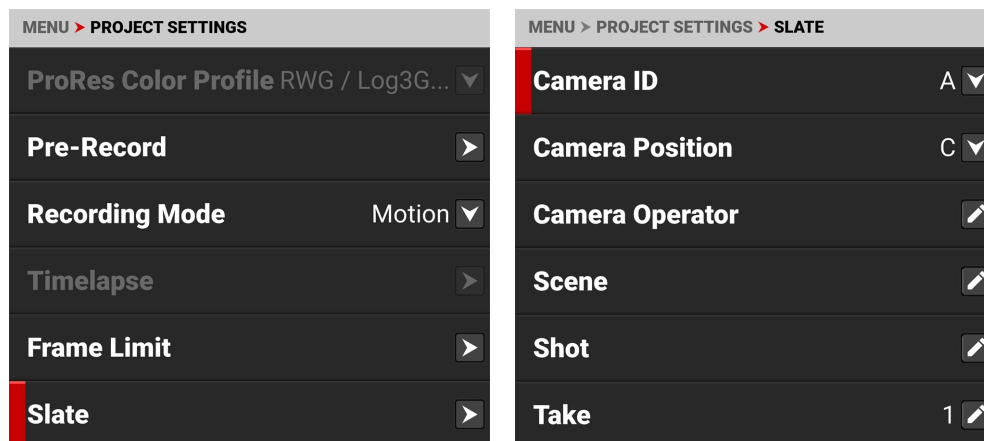 MENU ➤ PROJECT SETTINGS
ProRes Color Profile RWG / Log3G...
Pre-Record
Recording Mode Motion
Timelapse
Frame Limit
Slate
MENU ➤ PROJECT SETTINGS ➤ SLATE
Camera ID A
Camera Position C
Camera Operator
Scene
Shot
Take 1